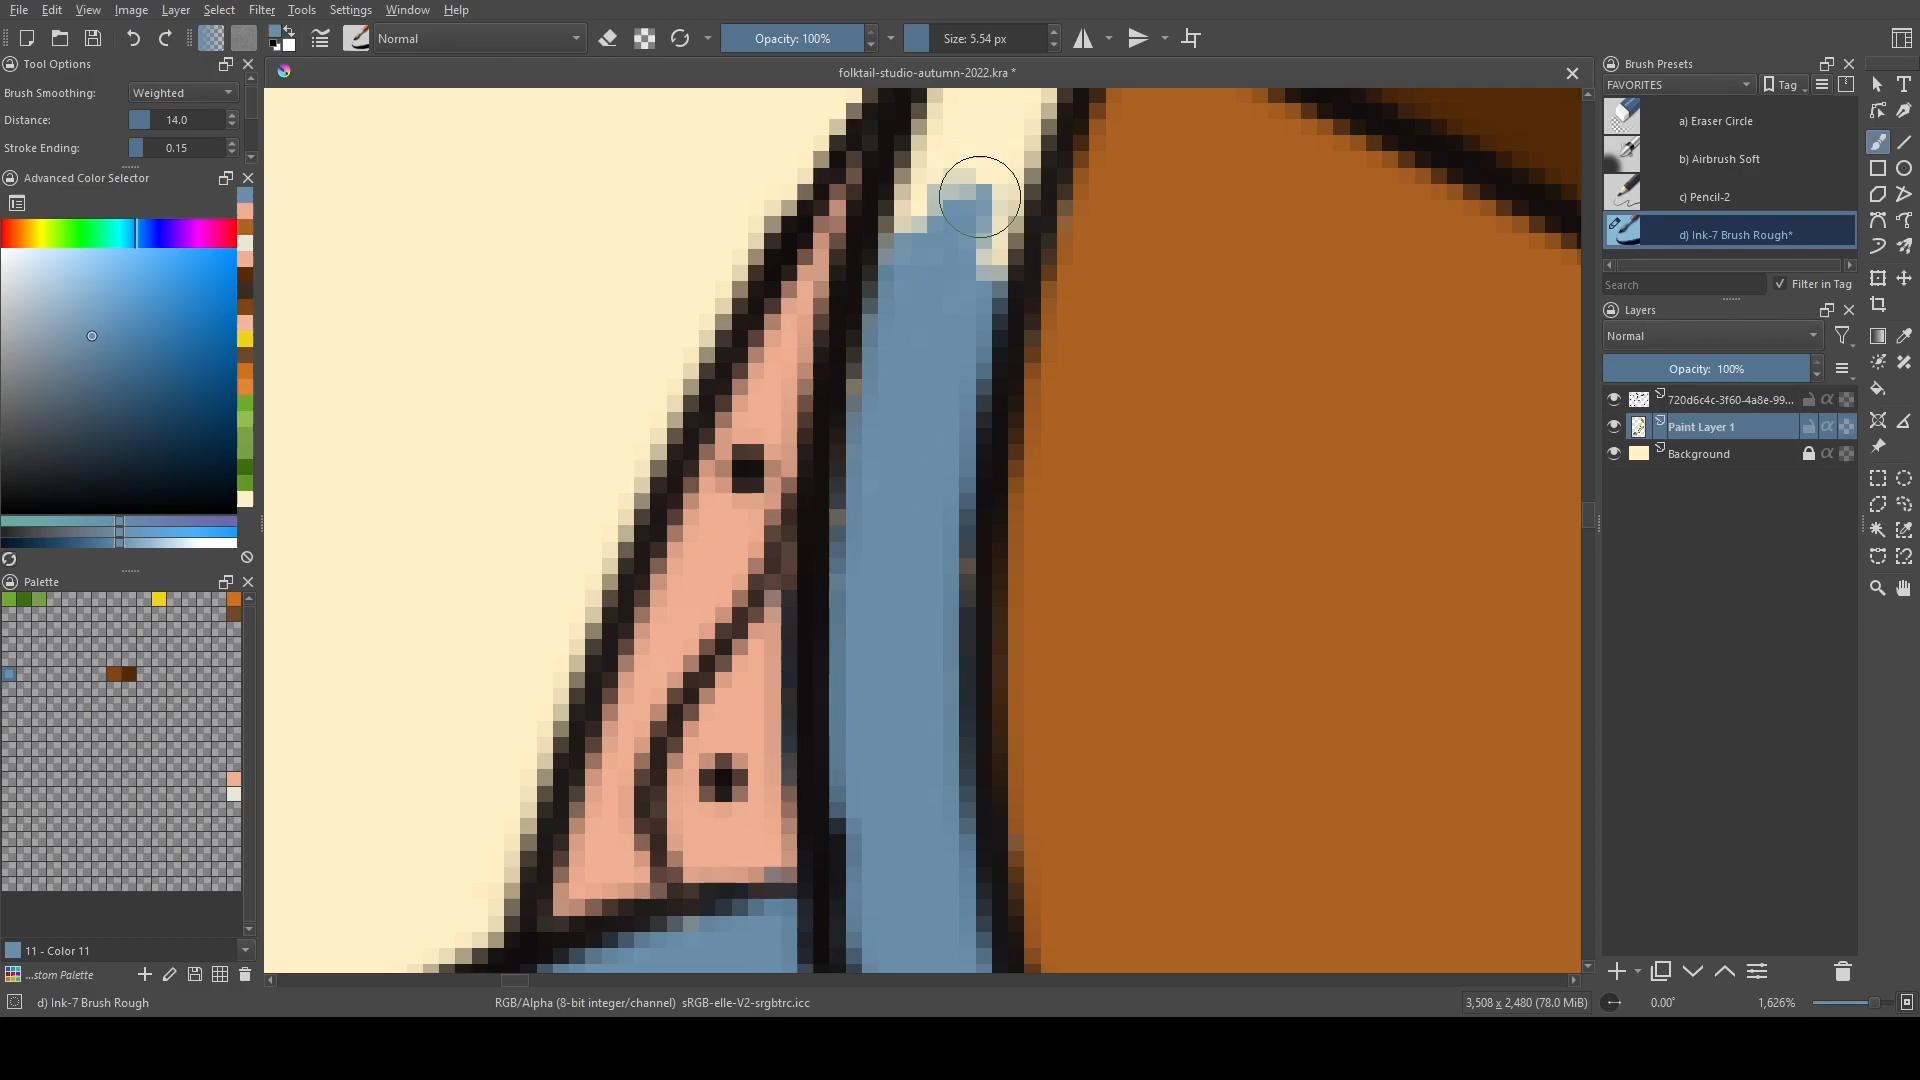 File Edit View Image Layer Select Filter Tools Settings Window Help
Normal
Opacity: 100%
Size: 5.54 px
Tool Options
folktail-studio-autumn-2022.kra *
Brush Presets
Brush Smoothing: Weighted
Distance: 14.0
Stroke Ending: 0.15
FAVORITES
Tag
a) Eraser Circle
b) Airbrush Soft
c) Pencil-2
d) Ink-7 Brush Rough*
Search
Filter in Tag
Advanced Color Selector
Layers
Normal
Opacity: 100%
720d6c4c-3f60-4a8e-99...
Paint Layer 1
Background
Palette
11 - Color 11
...stom Palette
d) Ink-7 Brush Rough
RGB/Alpha (8-bit integer/channel) sRGB-elle-V2-srgbtrc.icc
3,508 x 2,480 (78.0 MiB)
0.00°
1,626%